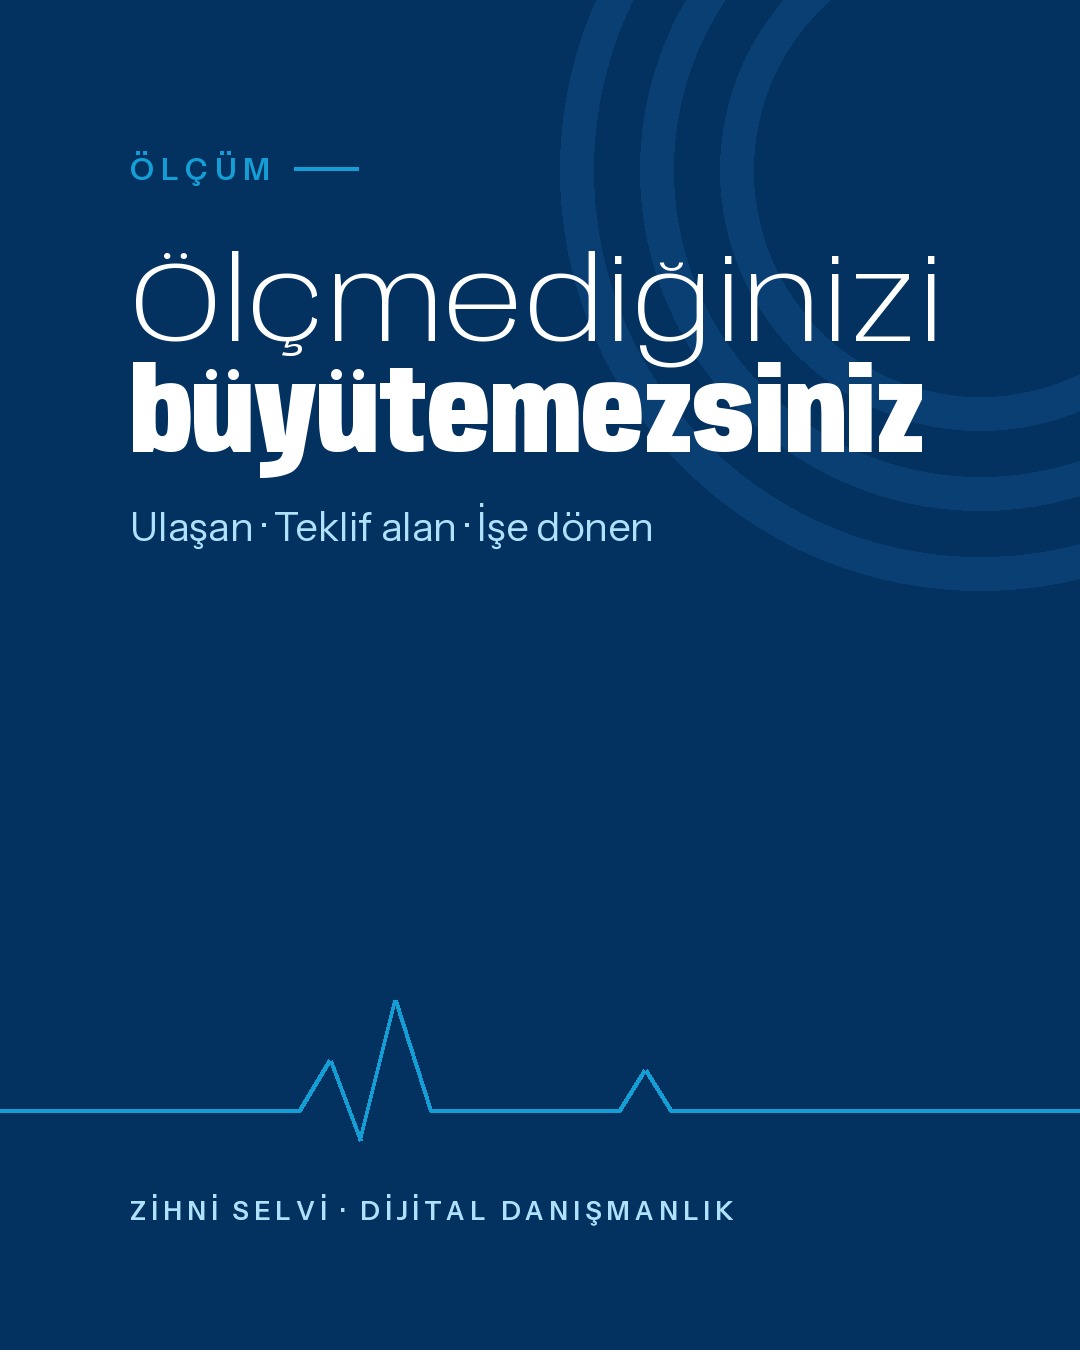 ÖLÇÜM
Ölçmediğinizi
büyütemezsiniz
Ulaşan · Teklif alan · İşe dönen
ZİHNİ SELVİ · DİJİTAL DANIŞMANLIK